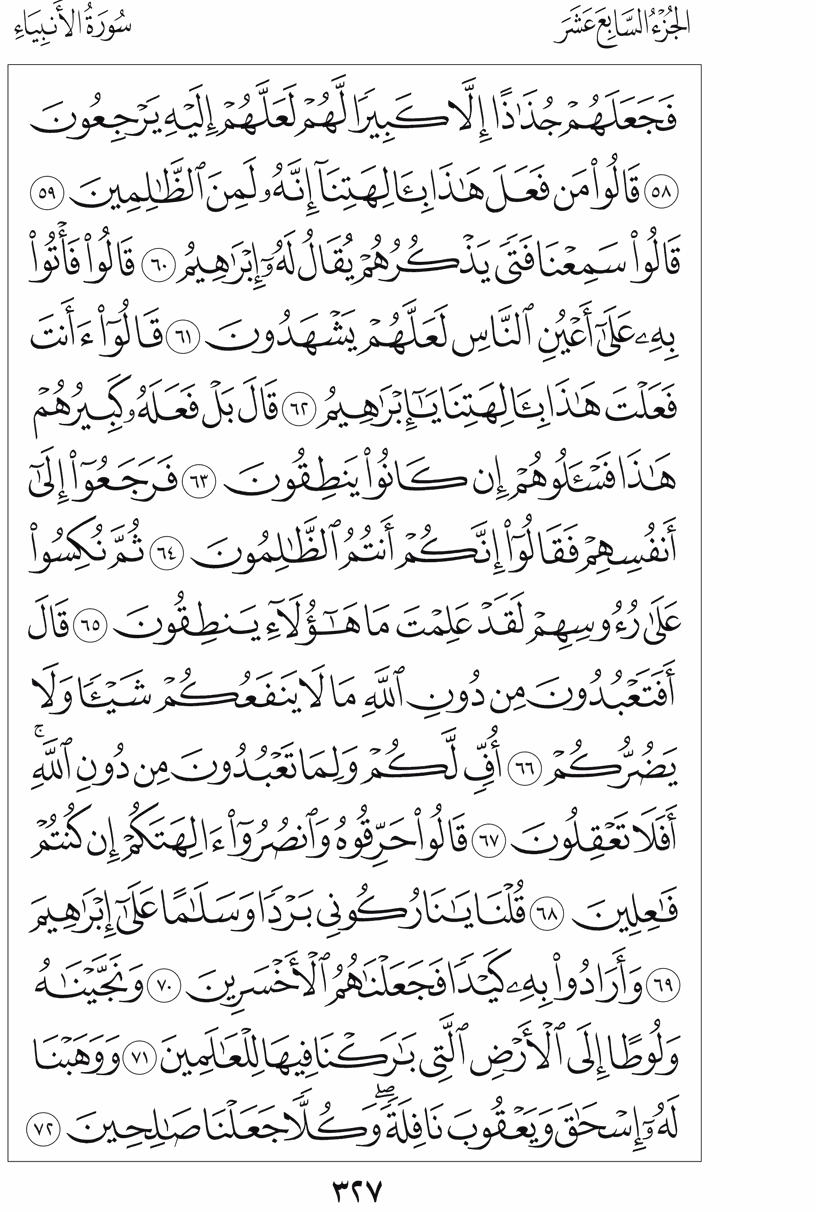 الجُزْءُ السَّابِعَ عَشَرَ
سُورَةُ الأَنبِيَاءِ
فَجَعَلَهُمْ جُذَٰذًا إِلَّا كَبِيرًا لَّهُمْ لَعَلَّهُمْ إِلَيْهِ يَرْجِعُونَ
٥٨ قَالُوا۟ مَن فَعَلَ هَٰذَا بِـَٔالِهَتِنَآ إِنَّهُۥ لَمِنَ ٱلظَّٰلِمِينَ ٥٩
قَالُوا۟ سَمِعْنَا فَتًى يَذْكُرُهُمْ يُقَالُ لَهُۥٓ إِبْرَٰهِيمُ ٦٠ قَالُوا۟ فَأْتُوا۟
بِهِۦ عَلَىٰٓ أَعْيُنِ ٱلنَّاسِ لَعَلَّهُمْ يَشْهَدُونَ ٦١ قَالُوٓا۟ ءَأَنتَ
فَعَلْتَ هَٰذَا بِـَٔالِهَتِنَا يَٰٓإِبْرَٰهِيمُ ٦٢ قَالَ بَلْ فَعَلَهُۥ كَبِيرُهُمْ
هَٰذَا فَسْـَٔلُوهُمْ إِن كَانُوا۟ يَنطِقُونَ ٦٣ فَرَجَعُوٓا۟ إِلَىٰٓ
أَنفُسِهِمْ فَقَالُوٓا۟ إِنَّكُمْ أَنتُمُ ٱلظَّٰلِمُونَ ٦٤ ثُمَّ نُكِسُوا۟
عَلَىٰ رُءُوسِهِمْ لَقَدْ عَلِمْتَ مَا هَٰٓؤُلَآءِ يَنطِقُونَ ٦٥ قَالَ
أَفَتَعْبُدُونَ مِن دُونِ ٱللَّهِ مَا لَا يَنفَعُكُمْ شَيْـًٔا وَلَا
يَضُرُّكُمْ ٦٦ أُفٍّ لَّكُمْ وَلِمَا تَعْبُدُونَ مِن دُونِ ٱللَّهِ ۚ
أَفَلَا تَعْقِلُونَ ٦٧ قَالُوا۟ حَرِّقُوهُ وَٱنصُرُوٓا۟ ءَالِهَتَكُمْ إِن كُنتُمْ
فَٰعِلِينَ ٦٨ قُلْنَا يَٰنَارُ كُونِى بَرْدًا وَسَلَٰمًا عَلَىٰٓ إِبْرَٰهِيمَ
٦٩ وَأَرَادُوا۟ بِهِۦ كَيْدًا فَجَعَلْنَٰهُمُ ٱلْأَخْسَرِينَ ٧٠ وَنَجَّيْنَٰهُ
وَلُوطًا إِلَى ٱلْأَرْضِ ٱلَّتِى بَٰرَكْنَا فِيهَا لِلْعَٰلَمِينَ ٧١ وَوَهَبْنَا
لَهُۥٓ إِسْحَٰقَ وَيَعْقُوبَ نَافِلَةً ۖ وَكُلًّا جَعَلْنَا صَٰلِحِينَ ٧٢
٣٢٧